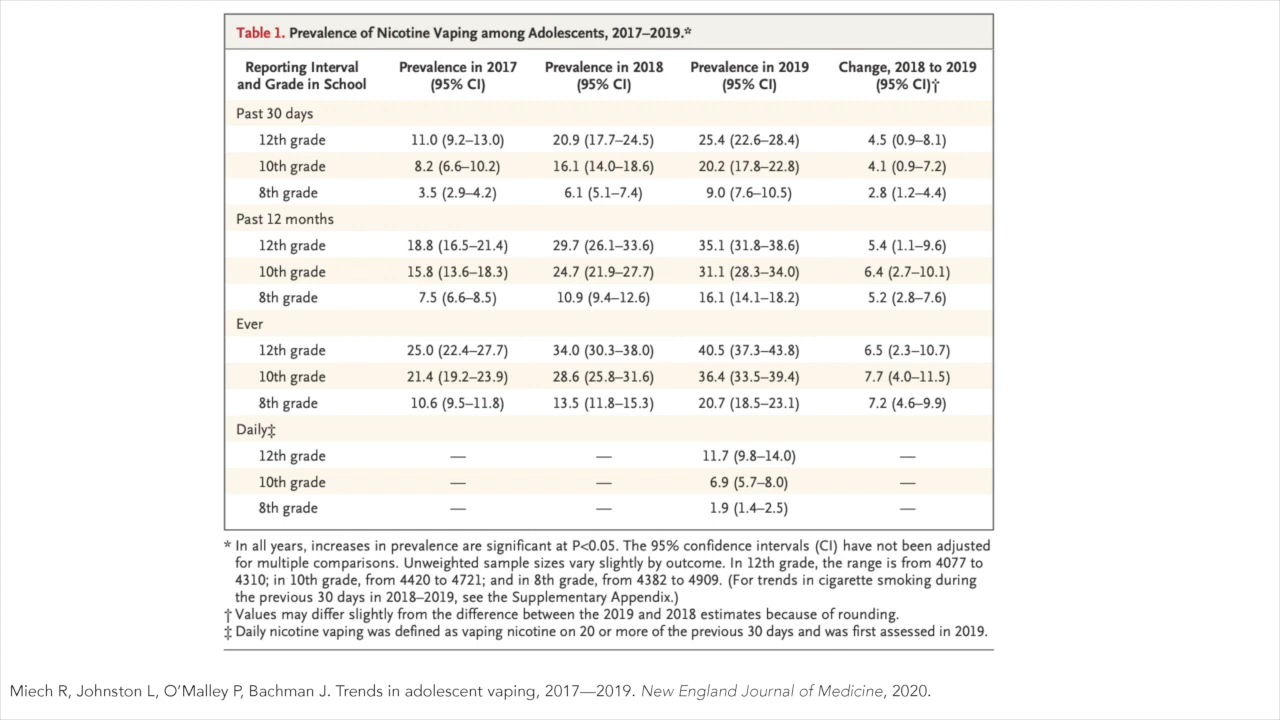 Table 1. Prevalence of Nicotine Vaping among Adolescents, 2017–2019.*
Reporting Interval and Grade in School Prevalence in 2017 (95% CI) Prevalence in 2018 (95% CI) Prevalence in 2019 (95% CI) Change, 2018 to 2019 (95% CI)†
Past 30 days
12th grade 11.0 (9.2–13.0) 20.9 (17.7–24.5) 25.4 (22.6–28.4) 4.5 (0.9–8.1)
10th grade 8.2 (6.6–10.2) 16.1 (14.0–18.6) 20.2 (17.8–22.8) 4.1 (0.9–7.2)
8th grade 3.5 (2.9–4.2) 6.1 (5.1–7.4) 9.0 (7.6–10.5) 2.8 (1.2–4.4)
Past 12 months
12th grade 18.8 (16.5–21.4) 29.7 (26.1–33.6) 35.1 (31.8–38.6) 5.4 (1.1–9.6)
10th grade 15.8 (13.6–18.3) 24.7 (21.9–27.7) 31.1 (28.3–34.0) 6.4 (2.7–10.1)
8th grade 7.5 (6.6–8.5) 10.9 (9.4–12.6) 16.1 (14.1–18.2) 5.2 (2.8–7.6)
Ever
12th grade 25.0 (22.4–27.7) 34.0 (30.3–38.0) 40.5 (37.3–43.8) 6.5 (2.3–10.7)
10th grade 21.4 (19.2–23.9) 28.6 (25.8–31.6) 36.4 (33.5–39.4) 7.7 (4.0–11.5)
8th grade 10.6 (9.5–11.8) 13.5 (11.8–15.3) 20.7 (18.5–23.1) 7.2 (4.6–9.9)
Daily‡
12th grade — — 11.7 (9.8–14.0) —
10th grade — — 6.9 (5.7–8.0) —
8th grade — — 1.9 (1.4–2.5) —
* In all years, increases in prevalence are significant at P<0.05. The 95% confidence intervals (CI) have not been adjusted
for multiple comparisons. Unweighted sample sizes vary slightly by outcome. In 12th grade, the range is from 4077 to
4310; in 10th grade, from 4420 to 4721; and in 8th grade, from 4382 to 4909. (For trends in cigarette smoking during
the previous 30 days in 2018–2019, see the Supplementary Appendix.)
† Values may differ slightly from the difference between the 2019 and 2018 estimates because of rounding.
‡ Daily nicotine vaping was defined as vaping nicotine on 20 or more of the previous 30 days and was first assessed in 2019.
Miech R, Johnston L, O’Malley P, Bachman J. Trends in adolescent vaping, 2017—2019. New England Journal of Medicine, 2020.